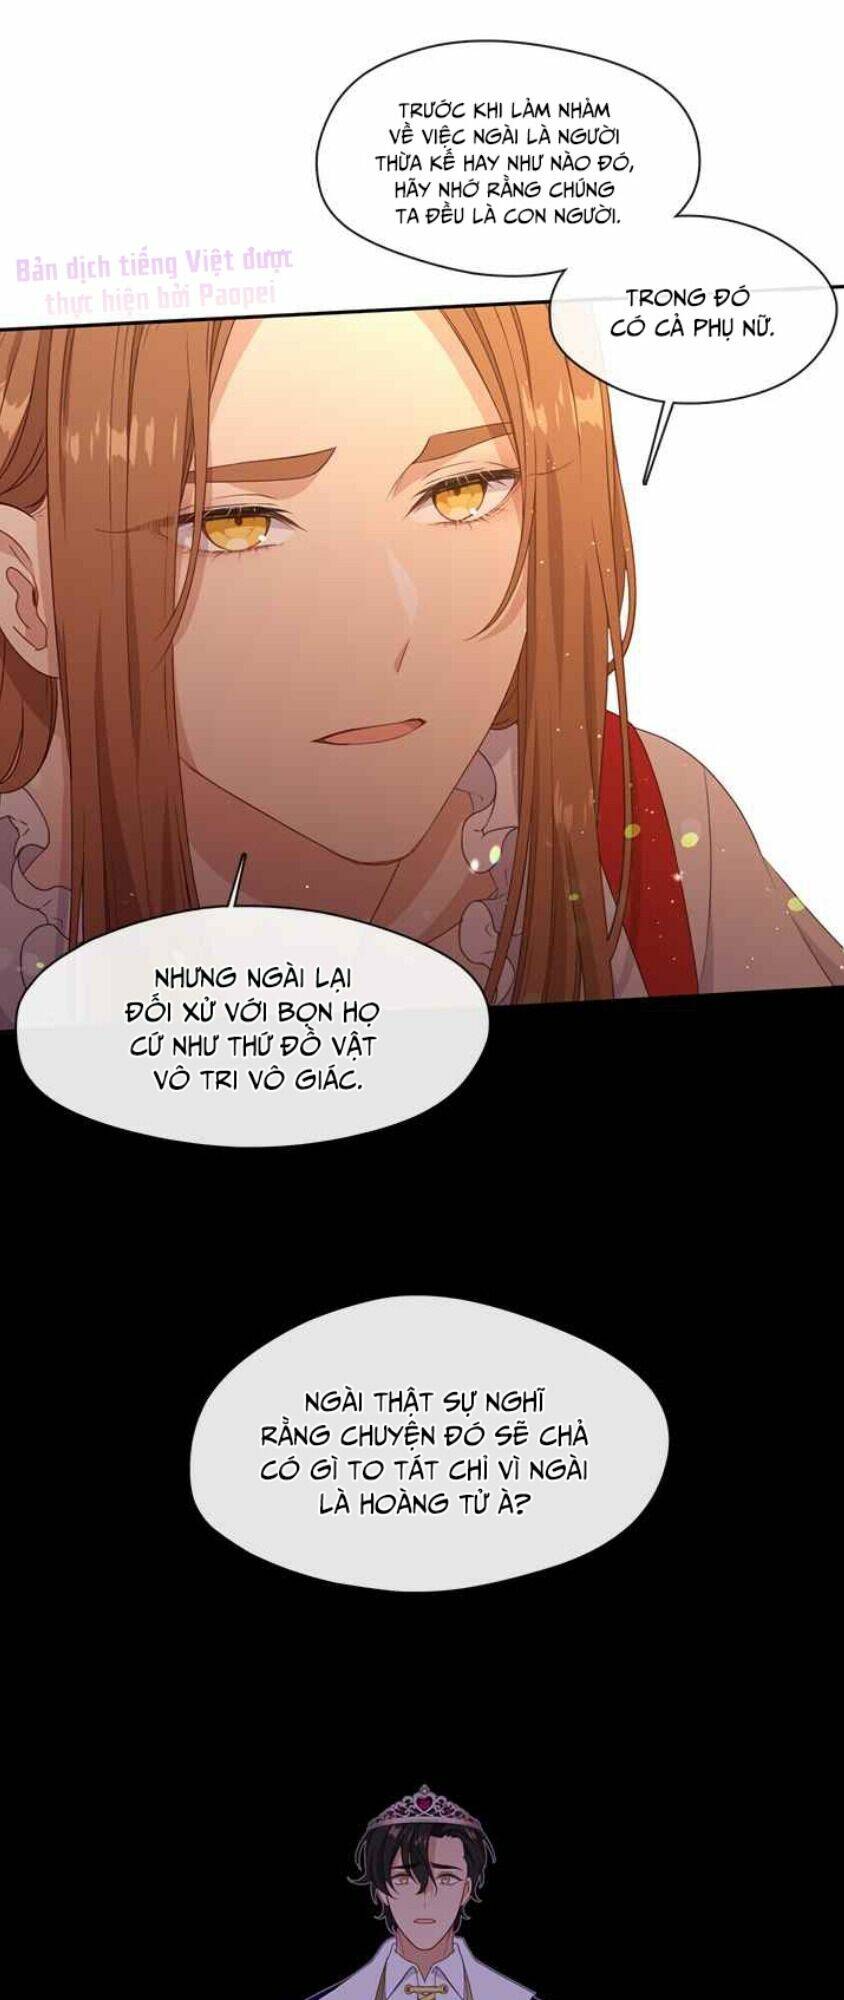 TRƯỚC KHI LẢM NHẢM
VỀ VIỆC NGÀI LÀ NGƯỜI
THỪA KẾ HAY NHƯ NÀO ĐÓ,
HÃY NHỚ RẰNG CHÚNG
TA ĐỀU LÀ CON NGƯỜI.
Bản dịch tiếng Việt được
thực hiện bởi Paopei
TRONG ĐÓ
CÓ CẢ PHỤ NỮ.
NHƯNG NGÀI LẠI
ĐỐI XỬ VỚI BỌN HỌ
CỨ NHƯ THỨ ĐỒ VẬT
VÔ TRI VÔ GIÁC.
NGÀI THẬT SỰ NGHĨ
RẰNG CHUYỆN ĐÓ SẼ CHẢ
CÓ GÌ TO TÁT CHỈ VÌ NGÀI
LÀ HOÀNG TỬ À?